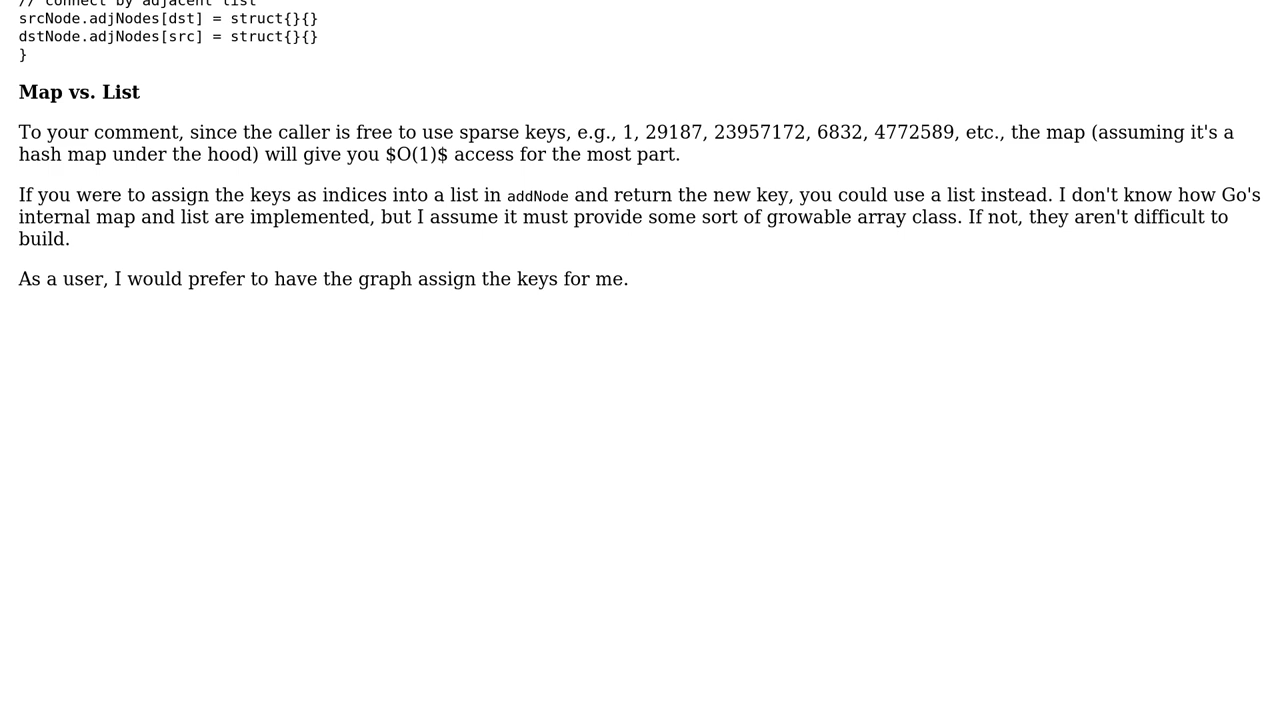 // connect by adjacent list
srcNode.adjNodes[dst] = struct{}{}
dstNode.adjNodes[src] = struct{}{}
}
Map vs. List
To your comment, since the caller is free to use sparse keys, e.g., 1, 29187, 23957172, 6832, 4772589, etc., the map (assuming it's a
hash map under the hood) will give you $O(1)$ access for the most part.
If you were to assign the keys as indices into a list in addNode and return the new key, you could use a list instead. I don't know how Go's
internal map and list are implemented, but I assume it must provide some sort of growable array class. If not, they aren't difficult to
build.
As a user, I would prefer to have the graph assign the keys for me.